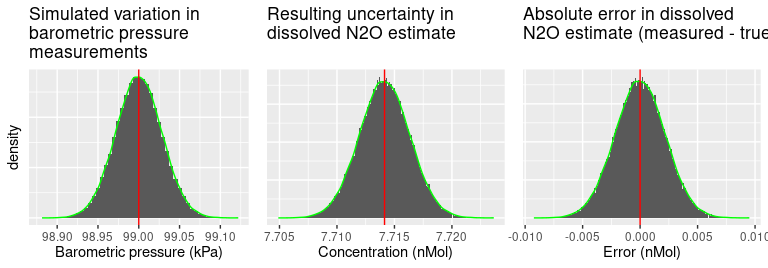 Simulated variation in
barometric pressure
measurements
Resulting uncertainty in
dissolved N2O estimate
Absolute error in dissolved
N2O estimate (measured - true
density
98.90 98.95 99.00 99.05 99.10
Barometric pressure (kPa)
7.705 7.710 7.715 7.720
Concentration (nMol)
-0.010 -0.005 0.000 0.005 0.010
Error (nMol)